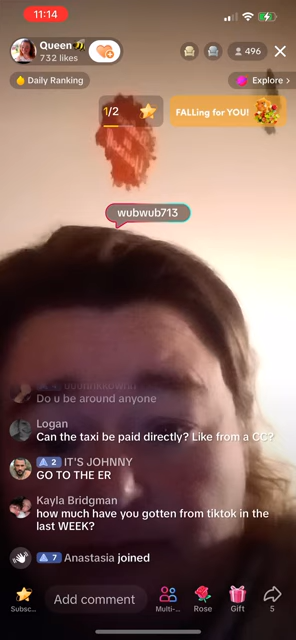 11:14
Queen 🐝
732 likes
496
Daily Ranking
Explore >
1/2
FALLing for YOU!
wubwub713
Do u be around anyone
Logan
Can the taxi be paid directly? Like from a CC?
2 IT'S JOHNNY
GO TO THE ER
Kayla Bridgman
how much have you gotten from tiktok in the
last WEEK?
7 Anastasia joined
Subsc...
Add comment
Multi-...
Rose
Gift
5